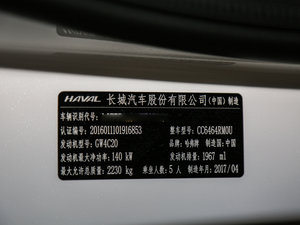 HAVAL 长城汽车股份有限公司(中国)制造
车辆识别代号:
认证编号: 2016011101916853 整车型号: CC6464RM0U
发动机型号: GW4C20 品牌: 哈弗牌 制造国: 中国
发动机最大净功率: 140 kW 发动机排量: 1967 ml
最大允许总质量: 2230 kg 乘坐人数: 5 人 制造年月: 2017/04